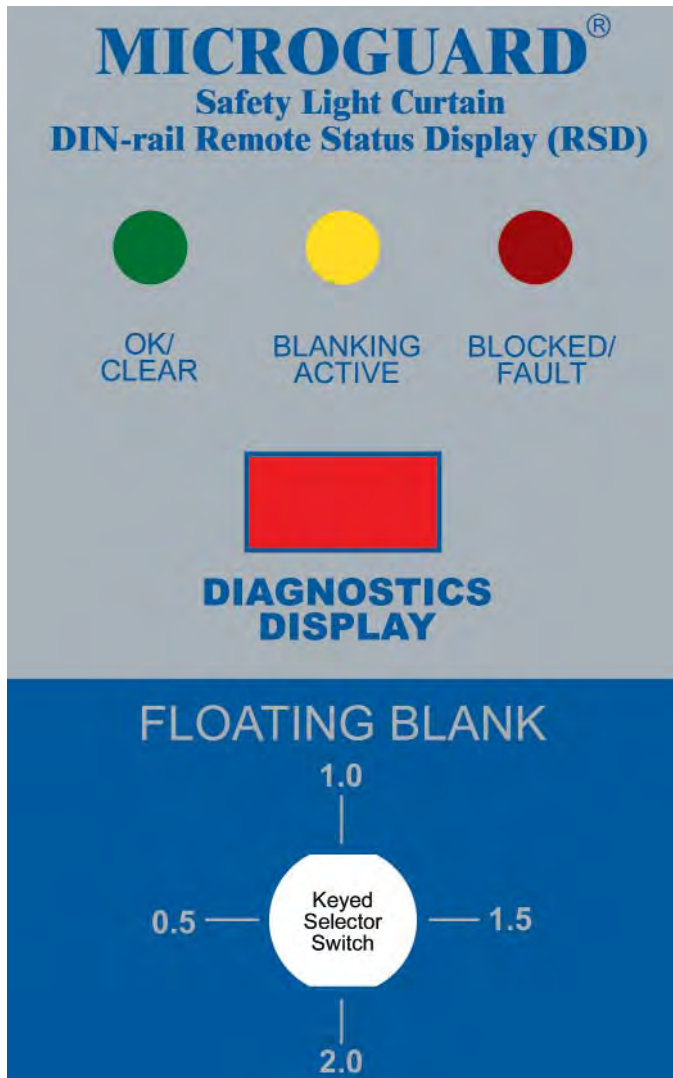 MICROGUARD®
Safety Light Curtain
DIN-rail Remote Status Display (RSD)
OK/
CLEAR
BLANKING
ACTIVE
BLOCKED/
FAULT
DIAGNOSTICS
DISPLAY
FLOATING BLANK
1.0
0.5
Keyed
Selector
Switch
1.5
2.0